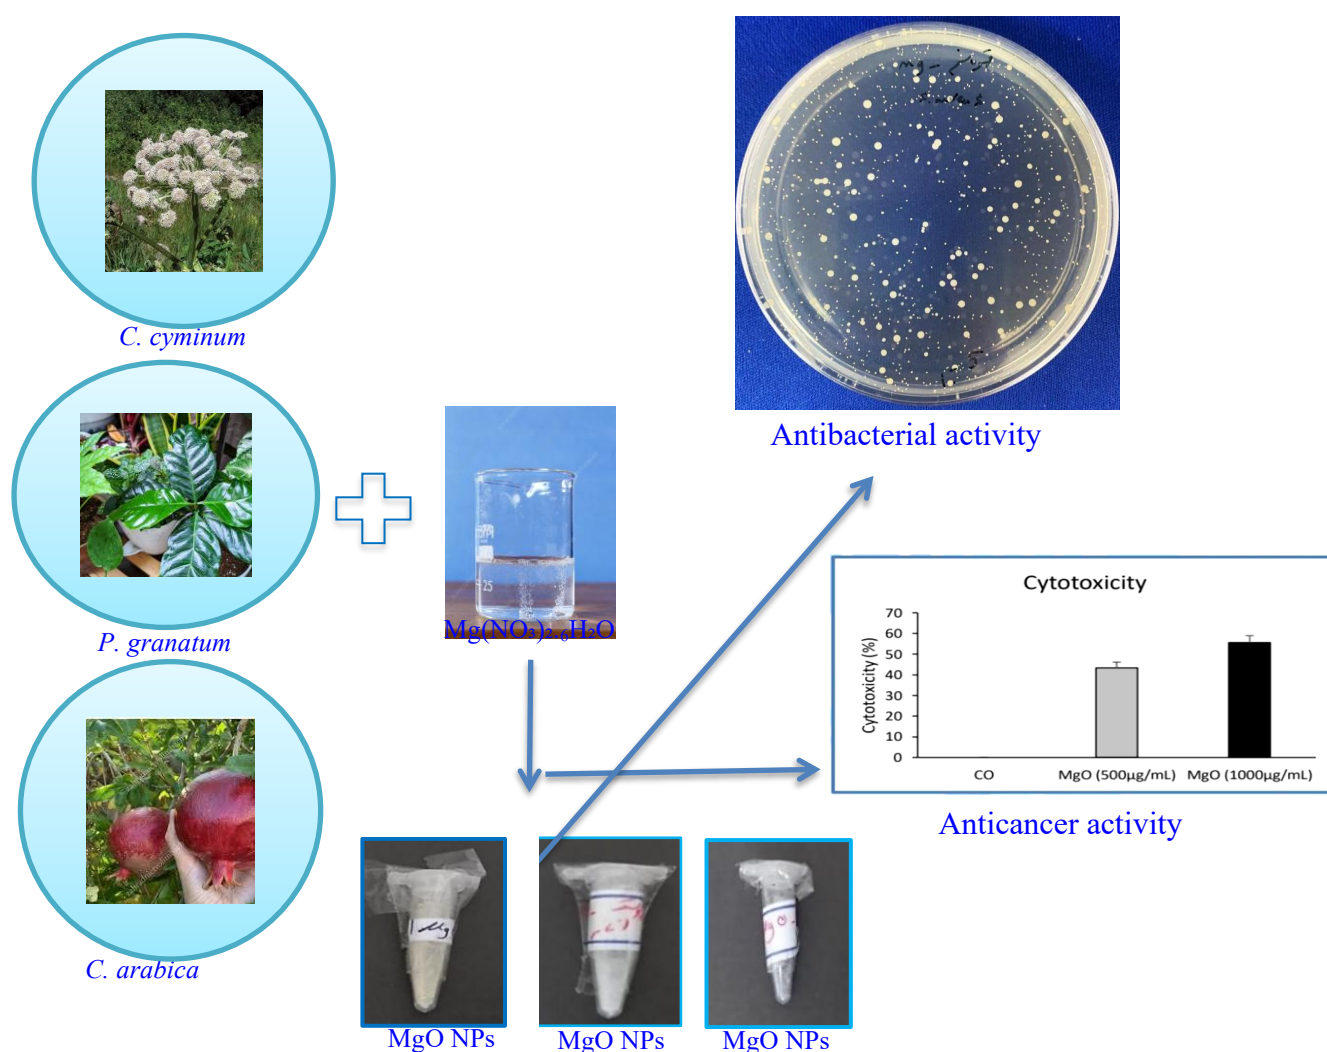 C. cyminum
P. granatum
C. arabica
Mg(NO₃)₂.₆H₂O
Antibacterial activity
Cytotoxicity
Cytotoxicity (%)
70
60
50
40
30
20
10
0
CO
MgO (500µg/mL)
MgO (1000µg/mL)
Anticancer activity
25
MgO NPs
MgO NPs
MgO NPs